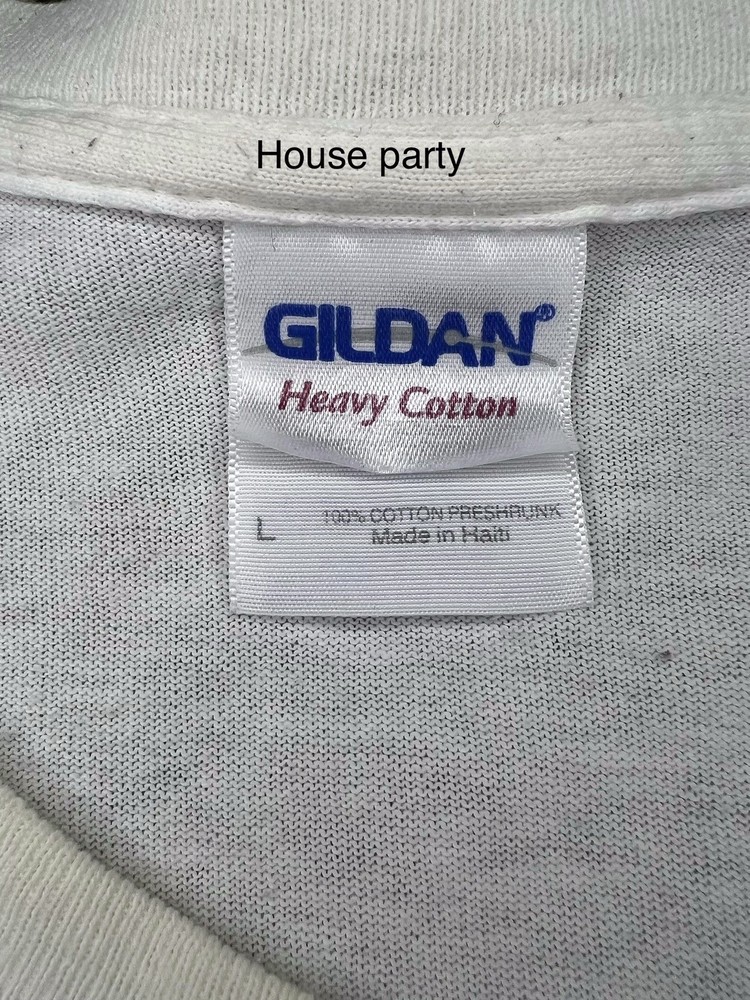 House party
GILDAN®
Heavy Cotton
L 100% COTTON PRESHRUNK
Made in Haiti